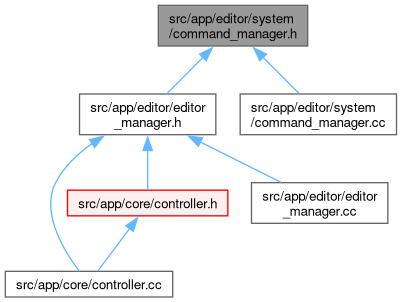 src/app/editor/system
/command_manager.h
src/app/editor/editor
_manager.h
src/app/editor/system
/command_manager.cc
src/app/core/controller.h
src/app/editor/editor
_manager.cc
src/app/core/controller.cc